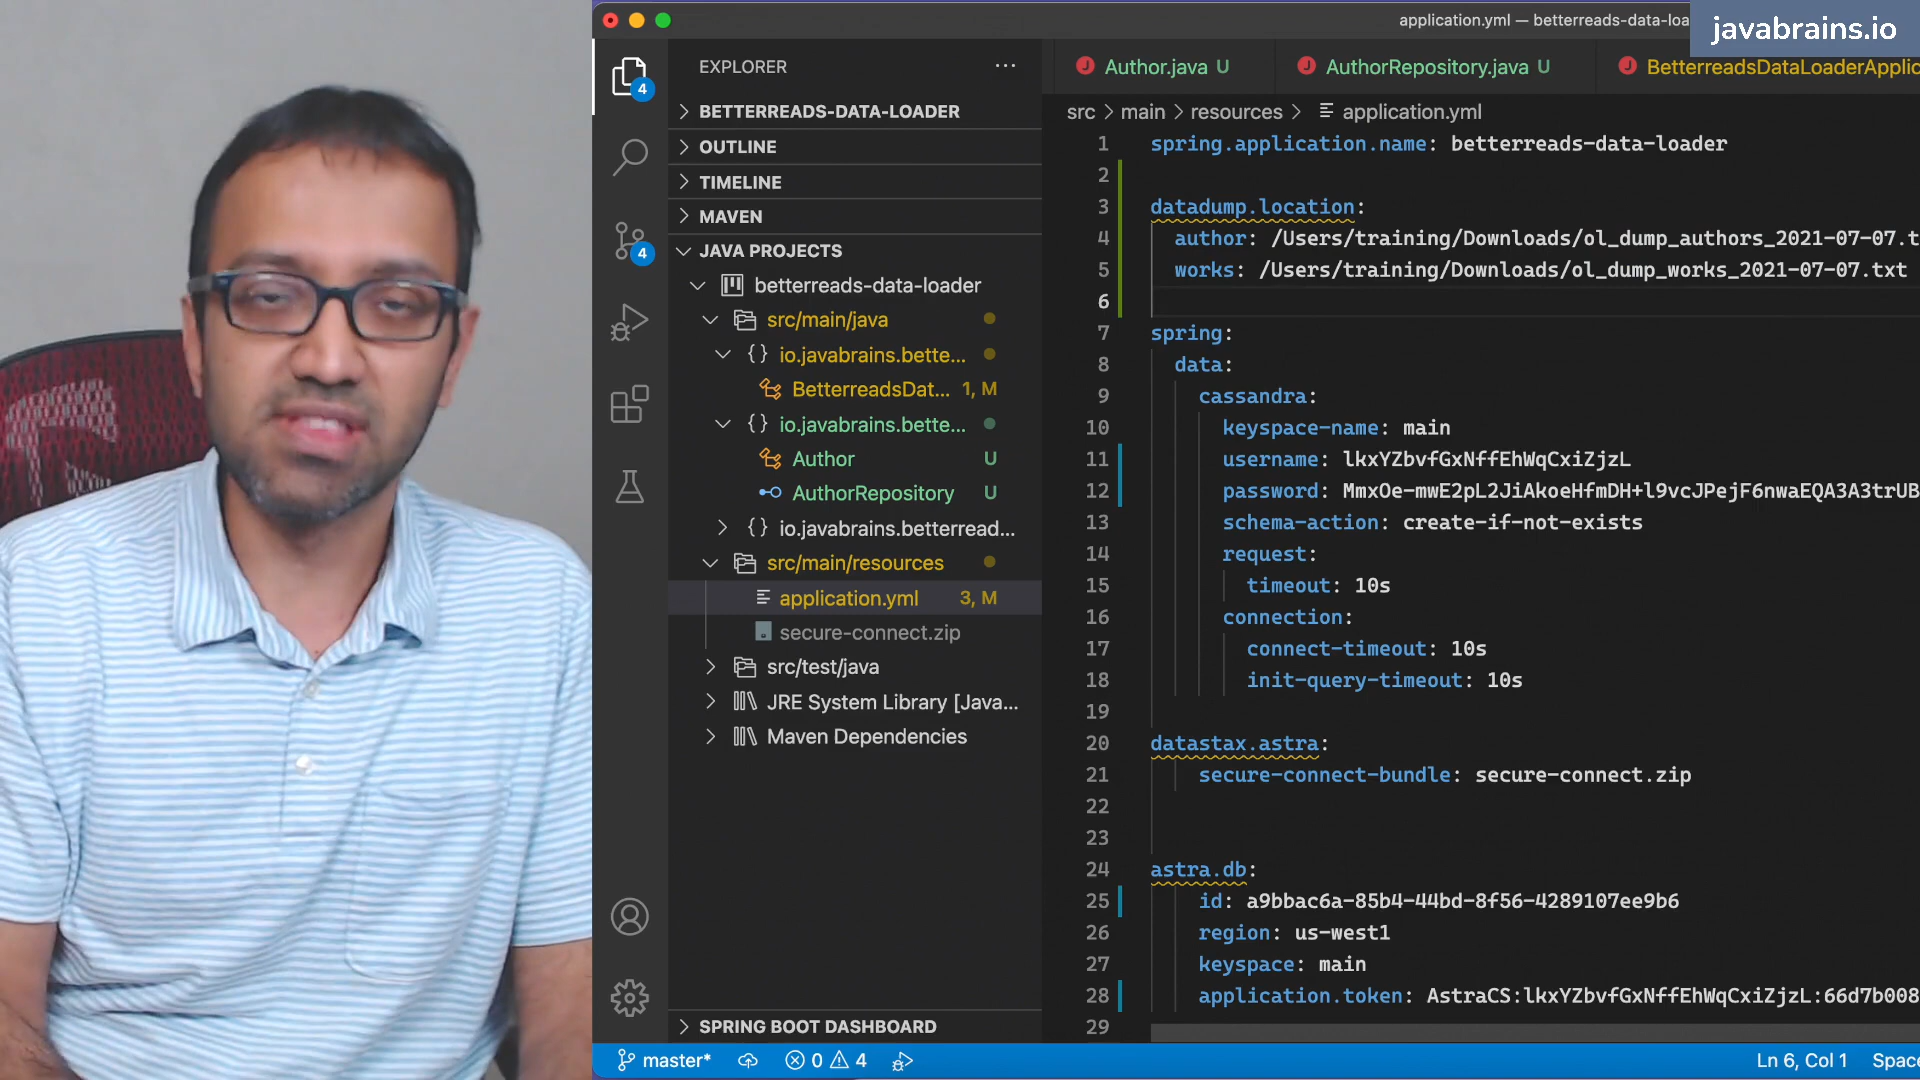 application.yml — betterreads-data-loa
javabrains.io
4
4
EXPLORER
BETTERREADS-DATA-LOADER
OUTLINE
TIMELINE
MAVEN
JAVA PROJECTS
betterreads-data-loader
src/main/java
io.javabrains.bette...
BetterreadsDat... 1, M
io.javabrains.bette...
Author U
AuthorRepository U
io.javabrains.betterread...
src/main/resources
application.yml 3, M
secure-connect.zip
src/test/java
JRE System Library [Java...
Maven Dependencies
SPRING BOOT DASHBOARD
Author.java U AuthorRepository.java U BetterreadsDataLoaderApplic
src > main > resources > application.yml
1 spring.application.name: betterreads-data-loader
2
3 datadump.location:
4 author: /Users/training/Downloads/ol_dump_authors_2021-07-07.t
5 works: /Users/training/Downloads/ol_dump_works_2021-07-07.txt
6
7 spring:
8 data:
9 cassandra:
10 keyspace-name: main
11 username: lkxYZbvfGxNffEhWqCxiZjzL
12 password: MmxOe-mwE2pL2JiAkoeHfmDH+l9vcJPejF6nwaEQA3A3trUB
13 schema-action: create-if-not-exists
14 request:
15 timeout: 10s
16 connection:
17 connect-timeout: 10s
18 init-query-timeout: 10s
19
20 datastax.astra:
21 secure-connect-bundle: secure-connect.zip
22
23
24 astra.db:
25 id: a9bbac6a-85b4-44bd-8f56-4289107ee9b6
26 region: us-west1
27 keyspace: main
28 application.token: AstraCS:lkxYZbvfGxNffEhWqCxiZjzL:66d7b008
29
master* 0 4 Ln 6, Col 1 Space